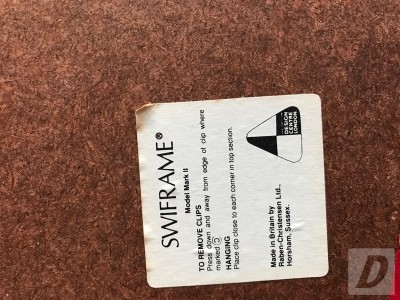 SWIFRAME®
Model Mark II
TO REMOVE CLIPS
Press down and away from edge of clip where
marked
HANGING
Place clip close to each corner in top section.
Made in Britain by
Raben-Christensen Ltd.,
Horsham, Sussex.
DESIGN
CENTRE
LONDON
D